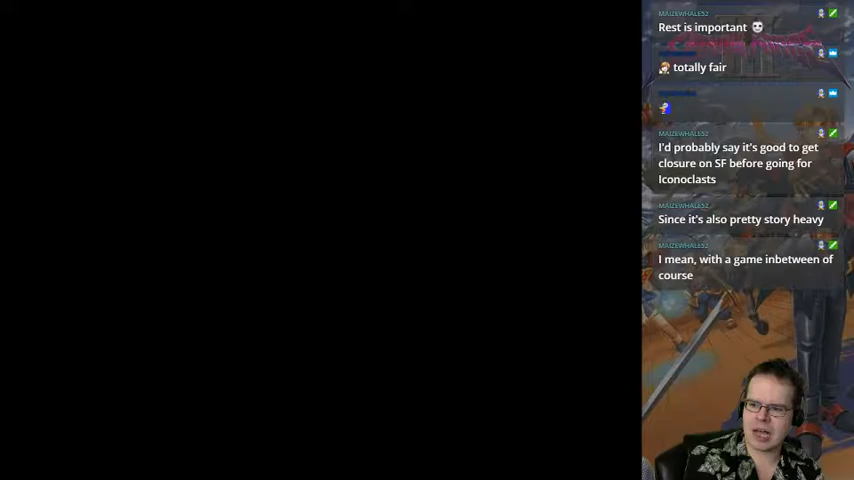 MAIZEWHALE52
Rest is important
totally fair
MAIZEWHALE52
I'd probably say it's good to get
closure on SF before going for
Iconoclasts
MAIZEWHALE52
Since it's also pretty story heavy
MAIZEWHALE52
I mean, with a game inbetween of
course